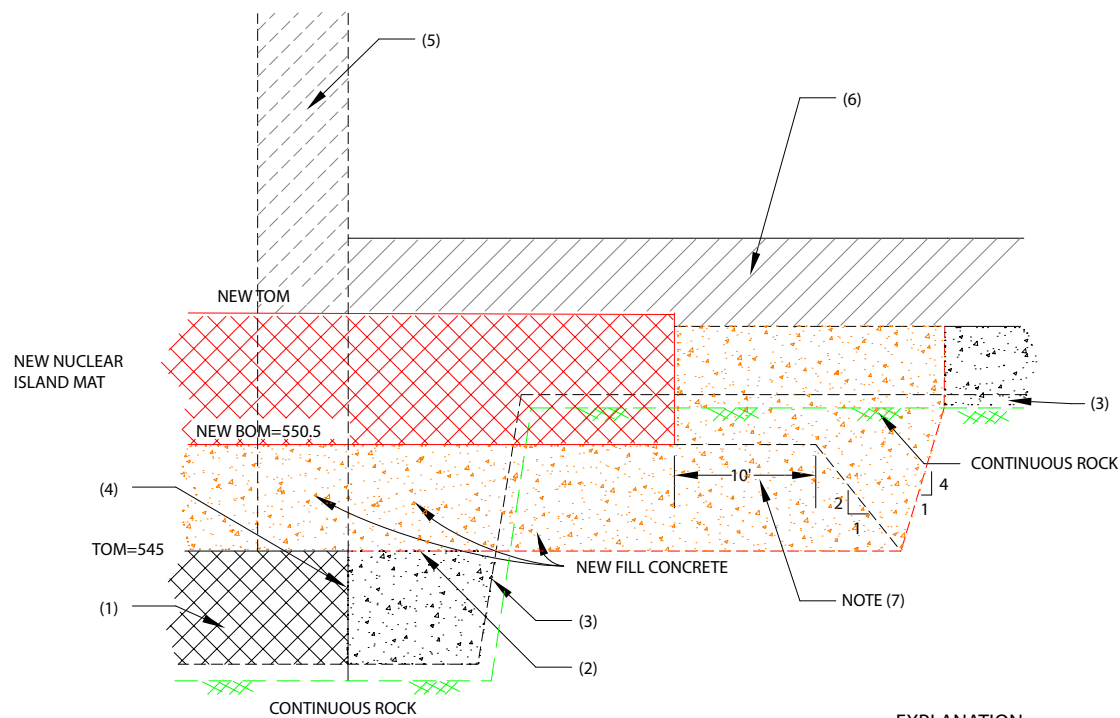 (5)
(6)
NEW TOM
NEW NUCLEAR
ISLAND MAT
(3)
NEW BOM=550.5
CONTINUOUS ROCK
(4)
10'
4
1
2
1
TOM=545
NEW FILL CONCRETE
NOTE (7)
(1)
(3)
(2)
CONTINUOUS ROCK